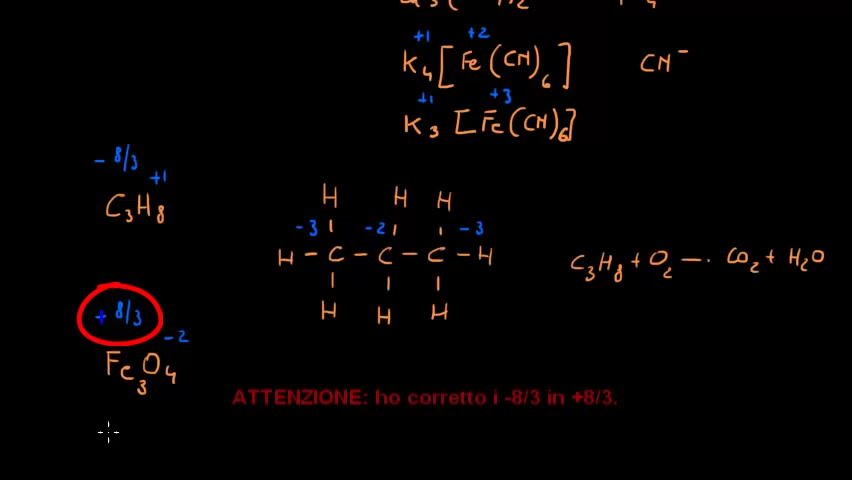 +1 +2
K4 [Fe(CN)6] CN-
+1 +3
K3 [Fe(CN)6]
- 8/3 +1
C3H8
H H H
-3 -2 -3
H - C - C - C - H
H H H
C3H8 + O2 — . CO2 + H2O
+ 8/3 -2
Fe3O4
ATTENZIONE: ho corretto i -8/3 in +8/3.